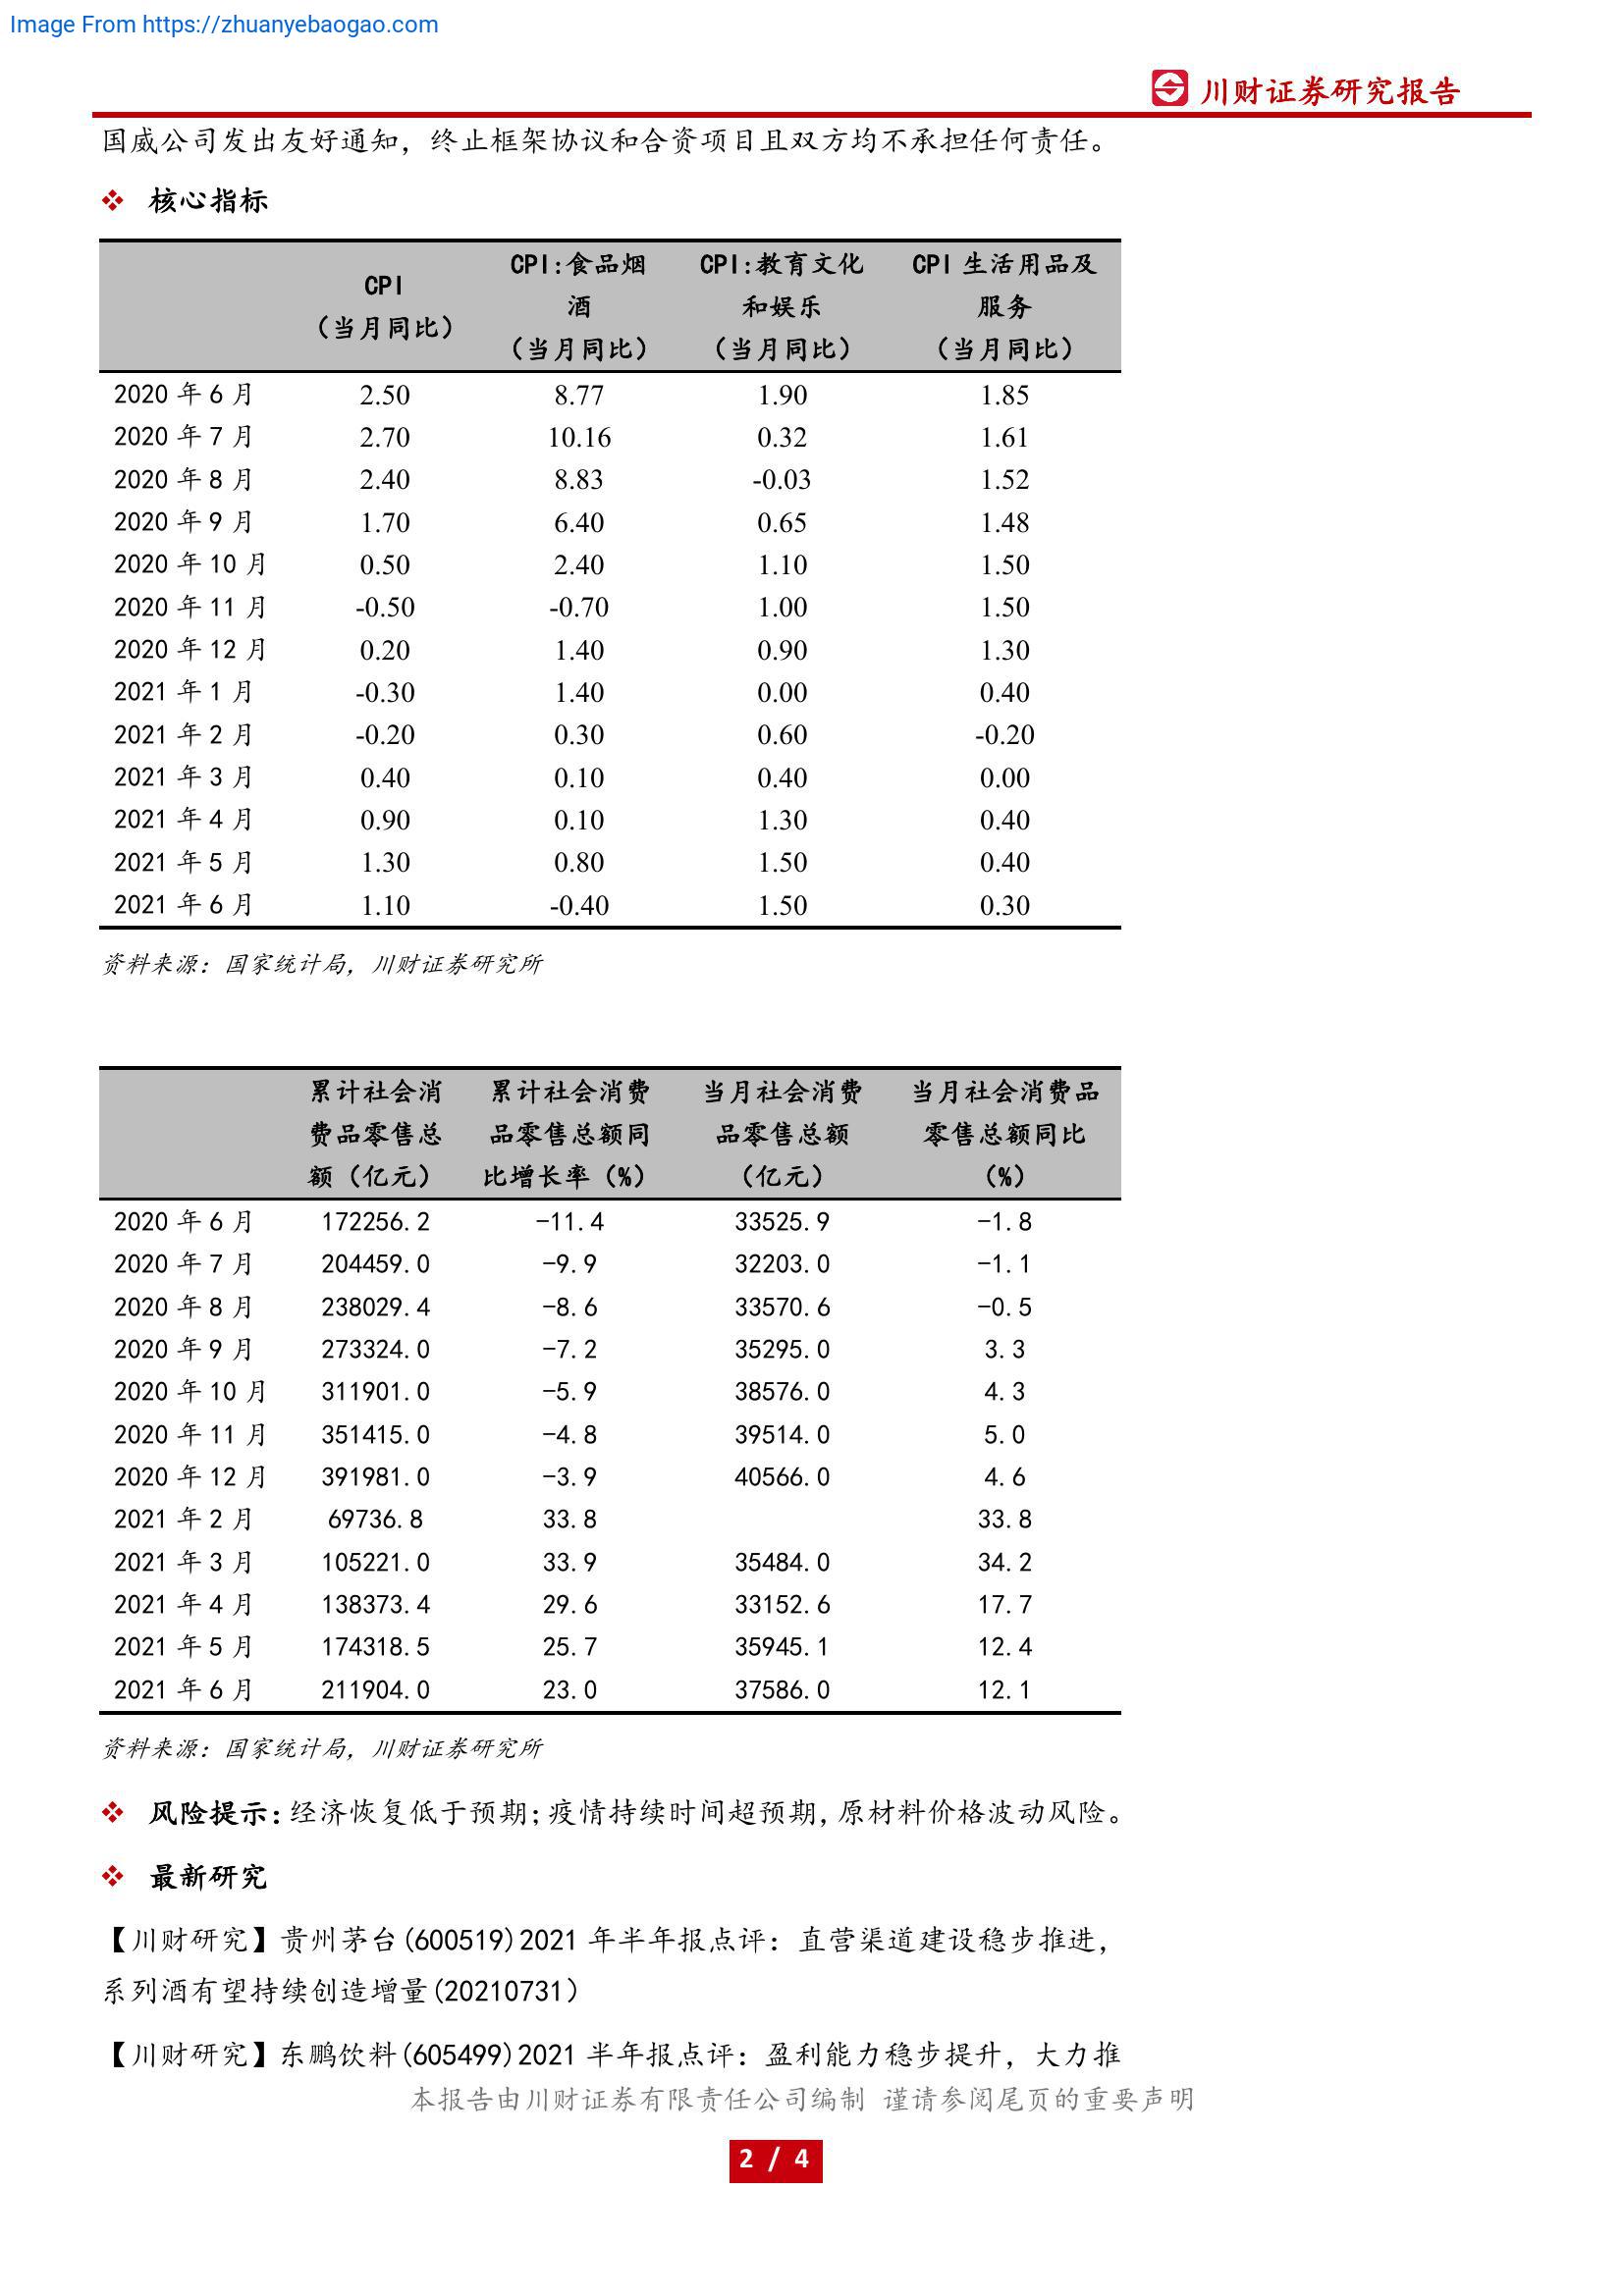 Image From https://zhuanyebaogao.com
川财证券研究报告
国威公司发出友好通知，终止框架协议和合资项目且双方均不承担任何责任。
❖ 核心指标
CPI（当月同比） CPI:食品烟酒（当月同比） CPI:教育文化和娱乐（当月同比） CPI 生活用品及服务（当月同比）
2020 年 6 月 2.50 8.77 1.90 1.85
2020 年 7 月 2.70 10.16 0.32 1.61
2020 年 8 月 2.40 8.83 -0.03 1.52
2020 年 9 月 1.70 6.40 0.65 1.48
2020 年 10 月 0.50 2.40 1.10 1.50
2020 年 11 月 -0.50 -0.70 1.00 1.50
2020 年 12 月 0.20 1.40 0.90 1.30
2021 年 1 月 -0.30 1.40 0.00 0.40
2021 年 2 月 -0.20 0.30 0.60 -0.20
2021 年 3 月 0.40 0.10 0.40 0.00
2021 年 4 月 0.90 0.10 1.30 0.40
2021 年 5 月 1.30 0.80 1.50 0.40
2021 年 6 月 1.10 -0.40 1.50 0.30
资料来源：国家统计局，川财证券研究所
累计社会消费品零售总额（亿元） 累计社会消费品零售总额同比增长率（%） 当月社会消费品零售总额（亿元） 当月社会消费品零售总额同比（%）
2020 年 6 月 172256.2 -11.4 33525.9 -1.8
2020 年 7 月 204459.0 -9.9 32203.0 -1.1
2020 年 8 月 238029.4 -8.6 33570.6 -0.5
2020 年 9 月 273324.0 -7.2 35295.0 3.3
2020 年 10 月 311901.0 -5.9 38576.0 4.3
2020 年 11 月 351415.0 -4.8 39514.0 5.0
2020 年 12 月 391981.0 -3.9 40566.0 4.6
2021 年 2 月 69736.8 33.8 33.8
2021 年 3 月 105221.0 33.9 35484.0 34.2
2021 年 4 月 138373.4 29.6 33152.6 17.7
2021 年 5 月 174318.5 25.7 35945.1 12.4
2021 年 6 月 211904.0 23.0 37586.0 12.1
资料来源：国家统计局，川财证券研究所
❖ 风险提示：经济恢复低于预期；疫情持续时间超预期，原材料价格波动风险。
❖ 最新研究
【川财研究】贵州茅台(600519)2021 年半年报点评：直营渠道建设稳步推进，
系列酒有望持续创造增量(20210731)
【川财研究】东鹏饮料(605499)2021 半年报点评：盈利能力稳步提升，大力推
本报告由川财证券有限责任公司编制 谨请参阅尾页的重要声明
2 / 4